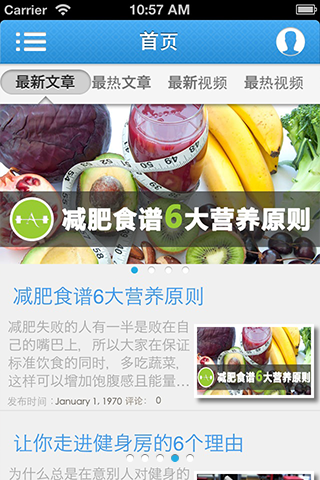 Carrier 10:57 AM
首页
最新文章 最热文章 最新视频 最热视频
减肥食谱6大营养原则
减肥食谱6大营养原则
减肥失败的人有一半是败在自
己的嘴巴上，所以大家在保证
标准饮食的同时，多吃蔬菜，
这样可以增加饱腹感且能量...
减肥食谱6大营养原则
发布时间：January 1, 1970 评论： 0
让你走进健身房的6个理由
为什么总是在意别人对健身的